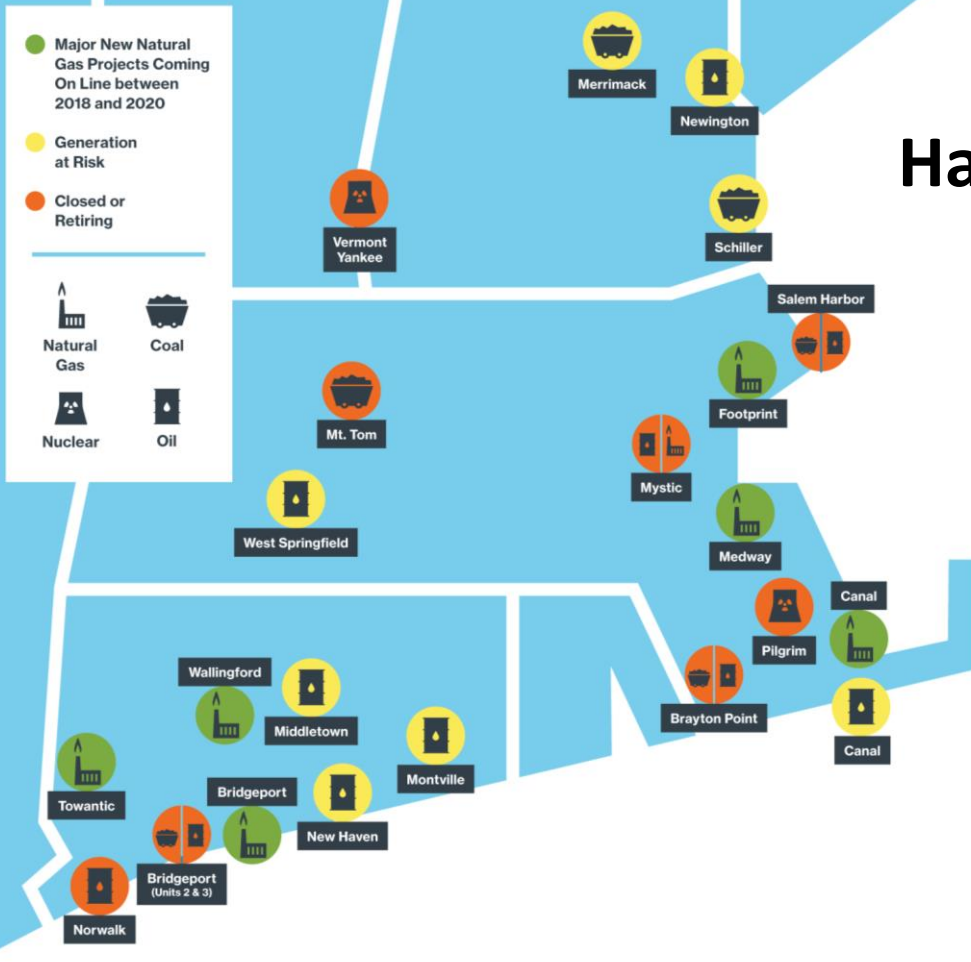 Major New Natural
Gas Projects Coming
On Line between
2018 and 2020
Generation
at Risk
Closed or
Retiring
Natural
Gas
Coal
Nuclear
Oil
Merrimack
Newington
Ha
Vermont
Yankee
Schiller
Salem Harbor
Mt. Tom
Footprint
Mystic
West Springfield
Medway
Canal
Pilgrim
Wallingford
Middletown
Brayton Point
Canal
Montville
Towantic
Bridgeport
New Haven
Bridgeport
(Units 2 & 3)
Norwalk